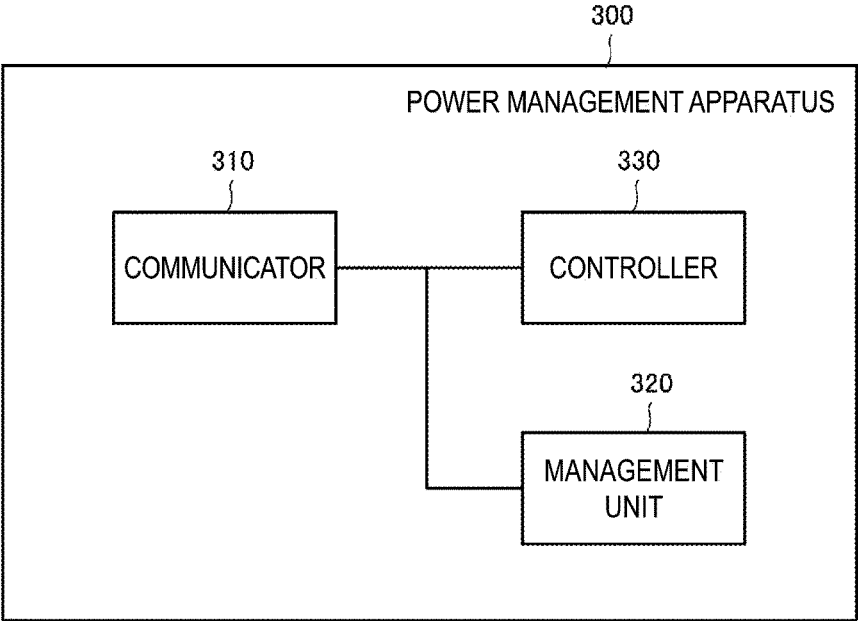 300
POWER MANAGEMENT APPARATUS
310
330
COMMUNICATOR
CONTROLLER
320
MANAGEMENT
UNIT